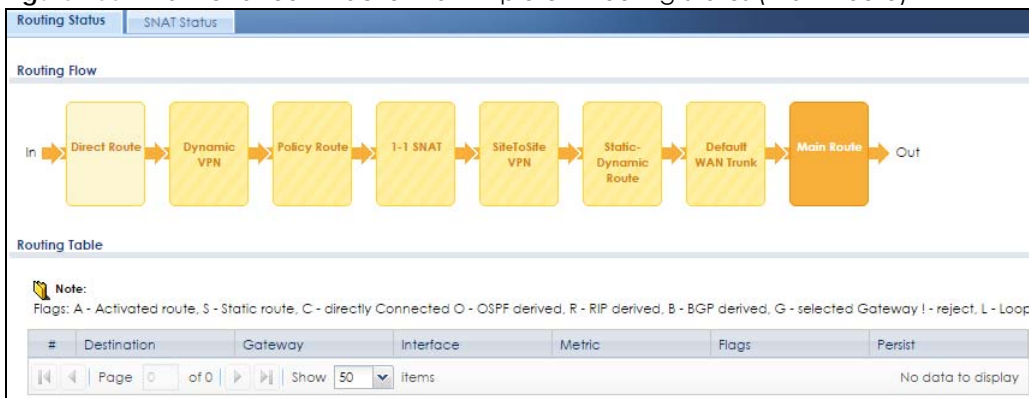 Routing Status SNAT Status
Routing Flow
In Direct Route Dynamic VPN Policy Route 1-1 SNAT SiteToSite VPN Static-Dynamic Route Default WAN Trunk Main Route Out
Routing Table
Note:
Flags: A - Activated route, S - Static route, C - directly Connected O - OSPF derived, R - RIP derived, B - BGP derived, G - selected Gateway ! - reject, L - Loop
# Destination Gateway Interface Metric Flags Persist
Page 0 of 0 Show 50 items No data to display